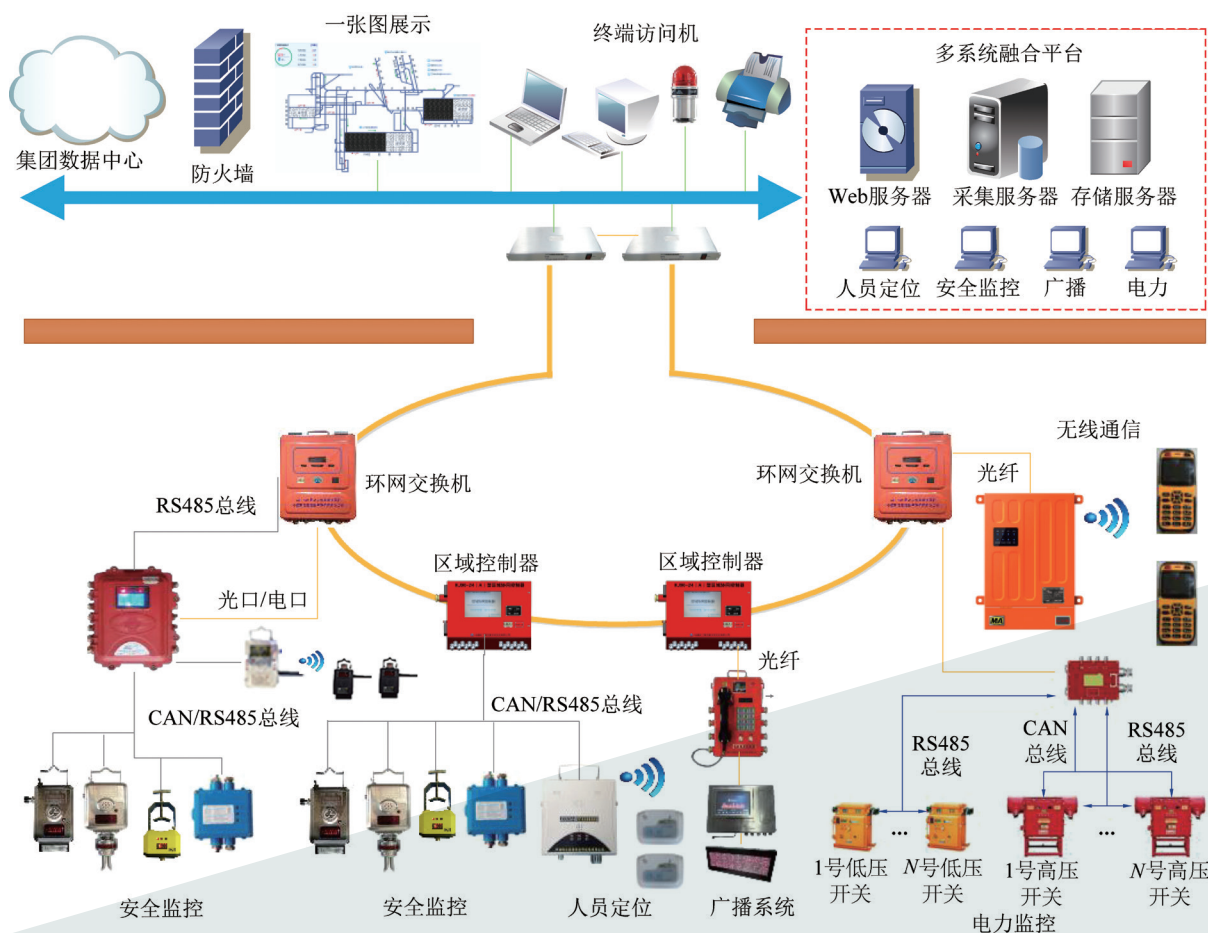 一张图展示
终端访问机
多系统融合平台
集团数据中心
防火墙
Web服务器
采集服务器
存储服务器
人员定位
安全监控
广播
电力
无线通信
环网交换机
环网交换机
光纤
RS485总线
区域控制器
区域控制器
光口/电口
光纤
MA
CAN/RS485总线
CAN/RS485总线
RS485
总线
CAN
总线
RS485
总线
...
...
1号低压
开关
N号低压
开关
1号高压
开关
N号高压
开关
安全监控
安全监控
人员定位
广播系统
电力监控